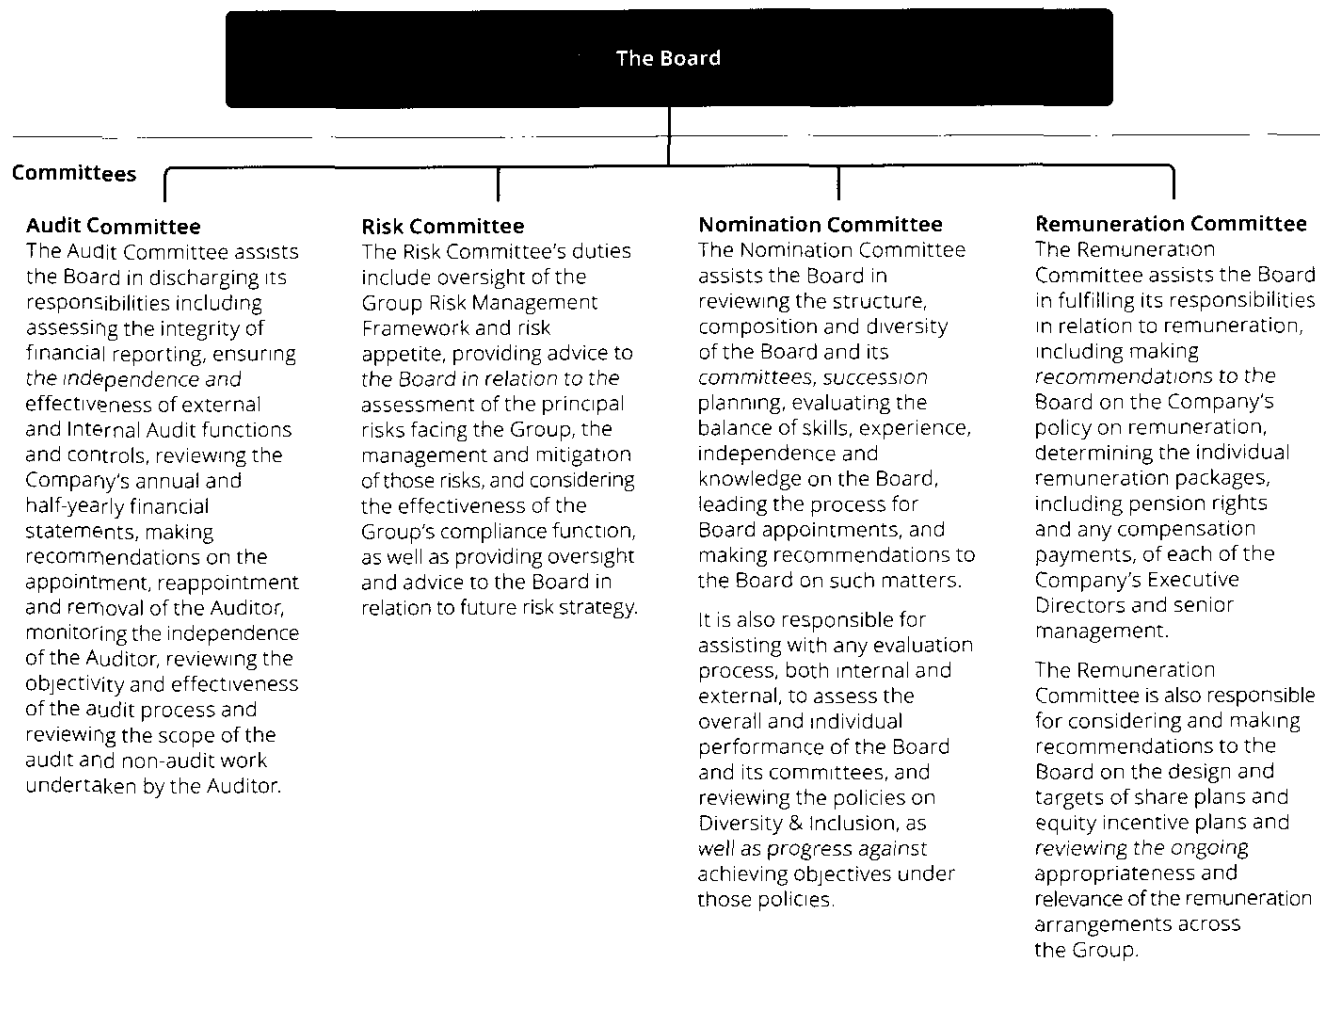 The Board
Committees
Audit Committee
The Audit Committee assists
the Board in discharging its
responsibilities including
assessing the integrity of
financial reporting, ensuring
the independence and
effectiveness of external
and Internal Audit functions
and controls, reviewing the
Company's annual and
half-yearly financial
statements, making
recommendations on the
appointment, reappointment
and removal of the Auditor,
monitoring the independence
of the Auditor, reviewing the
objectivity and effectiveness
of the audit process and
reviewing the scope of the
audit and non-audit work
undertaken by the Auditor.
Risk Committee
The Risk Committee's duties
include oversight of the
Group Risk Management
Framework and risk
appetite, providing advice to
the Board in relation to the
assessment of the principal
risks facing the Group, the
management and mitigation
of those risks, and considering
the effectiveness of the
Group's compliance function,
as well as providing oversight
and advice to the Board in
relation to future risk strategy.
Nomination Committee
The Nomination Committee
assists the Board in
reviewing the structure,
composition and diversity
of the Board and its
committees, succession
planning, evaluating the
balance of skills, experience,
independence and
knowledge on the Board,
leading the process for
Board appointments, and
making recommendations to
the Board on such matters.
It is also responsible for
assisting with any evaluation
process, both internal and
external, to assess the
overall and individual
performance of the Board
and its committees, and
reviewing the policies on
Diversity & Inclusion, as
well as progress against
achieving objectives under
those policies.
Remuneration Committee
The Remuneration
Committee assists the Board
in fulfilling its responsibilities
in relation to remuneration,
including making
recommendations to the
Board on the Company's
policy on remuneration,
determining the individual
remuneration packages,
including pension rights
and any compensation
payments, of each of the
Company's Executive
Directors and senior
management.
The Remuneration
Committee is also responsible
for considering and making
recommendations to the
Board on the design and
targets of share plans and
equity incentive plans and
reviewing the ongoing
appropriateness and
relevance of the remuneration
arrangements across
the Group.